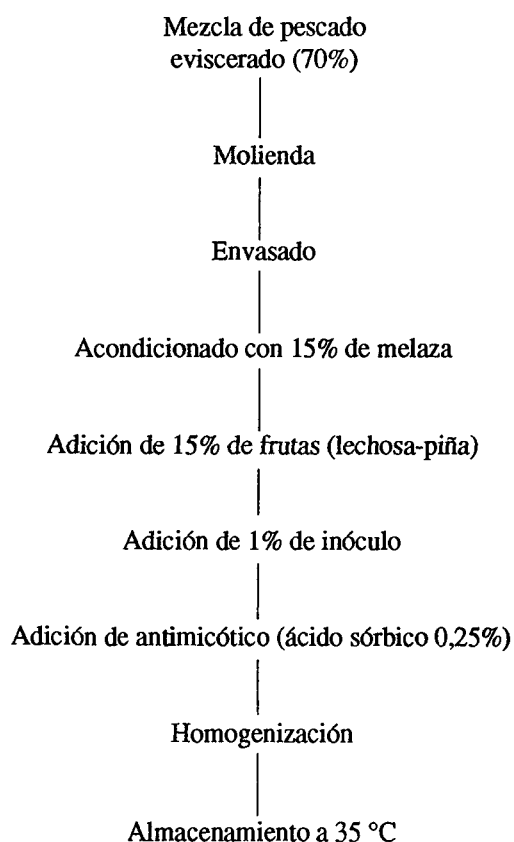 Mezcla de pescado
eviscerado (70%)
Molienda
Envasado
Acondicionado con 15% de melaza
Adición de 15% de frutas (lechosa-piña)
Adición de 1% de inóculo
Adición de antimicótico (ácido sórbico 0,25%)
Homogenización
Almacenamiento a 35 °C